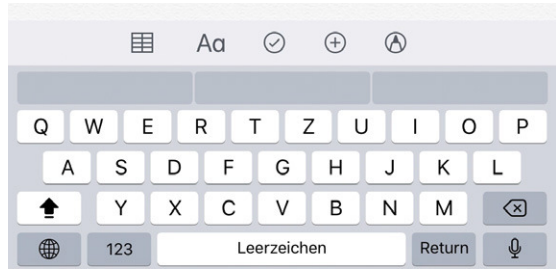 Aa
Q W E R T Z U I O P
A S D F G H J K L
Y X C V B N M
123 Leerzeichen Return